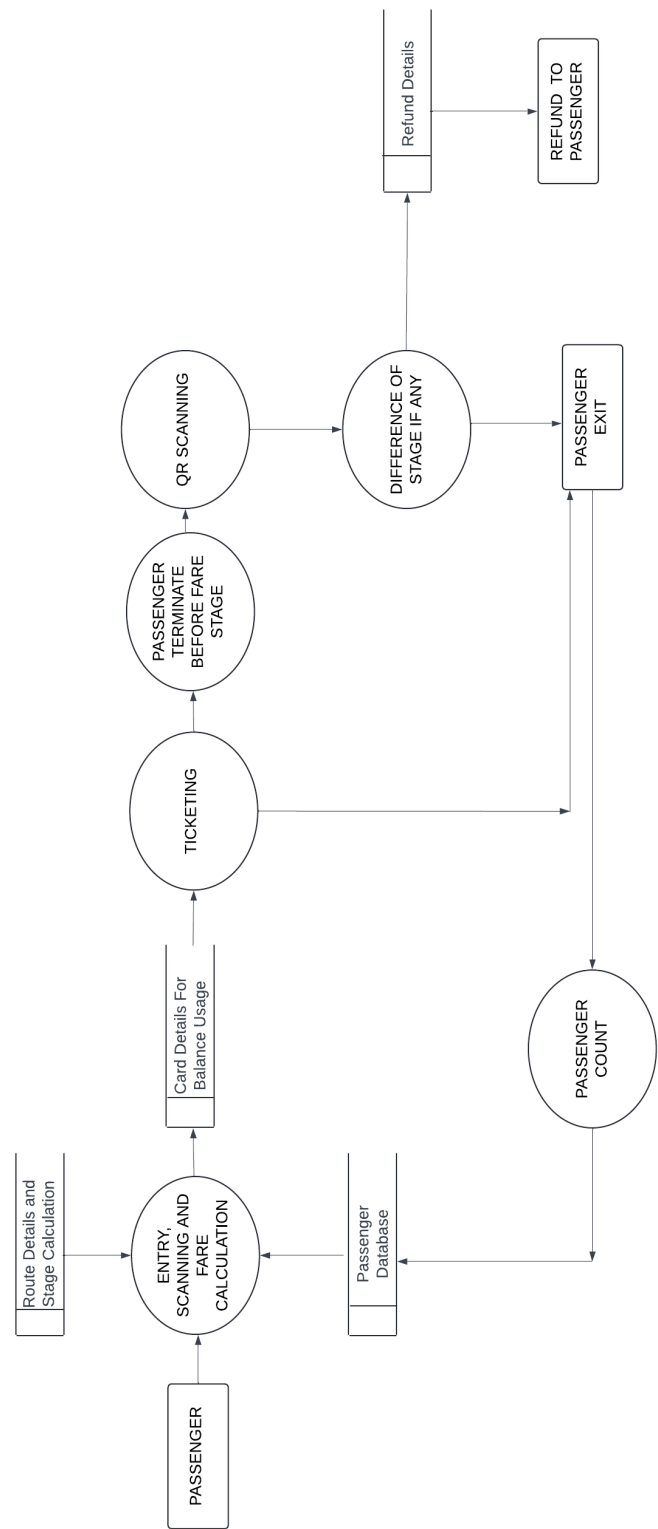 PASSENGER
Route Details and
Stage Calculation
ENTRY,
SCANNING AND
FARE
CALCULATION
Passenger
Database
Card Details For
Balance Usage
TICKETING
PASSENGER
TERMINATE
BEFORE FARE
STAGE
QR SCANNING
DIFFERENCE OF
STAGE IF ANY
PASSENGER
EXIT
PASSENGER
COUNT
Refund Details
REFUND TO
PASSENGER